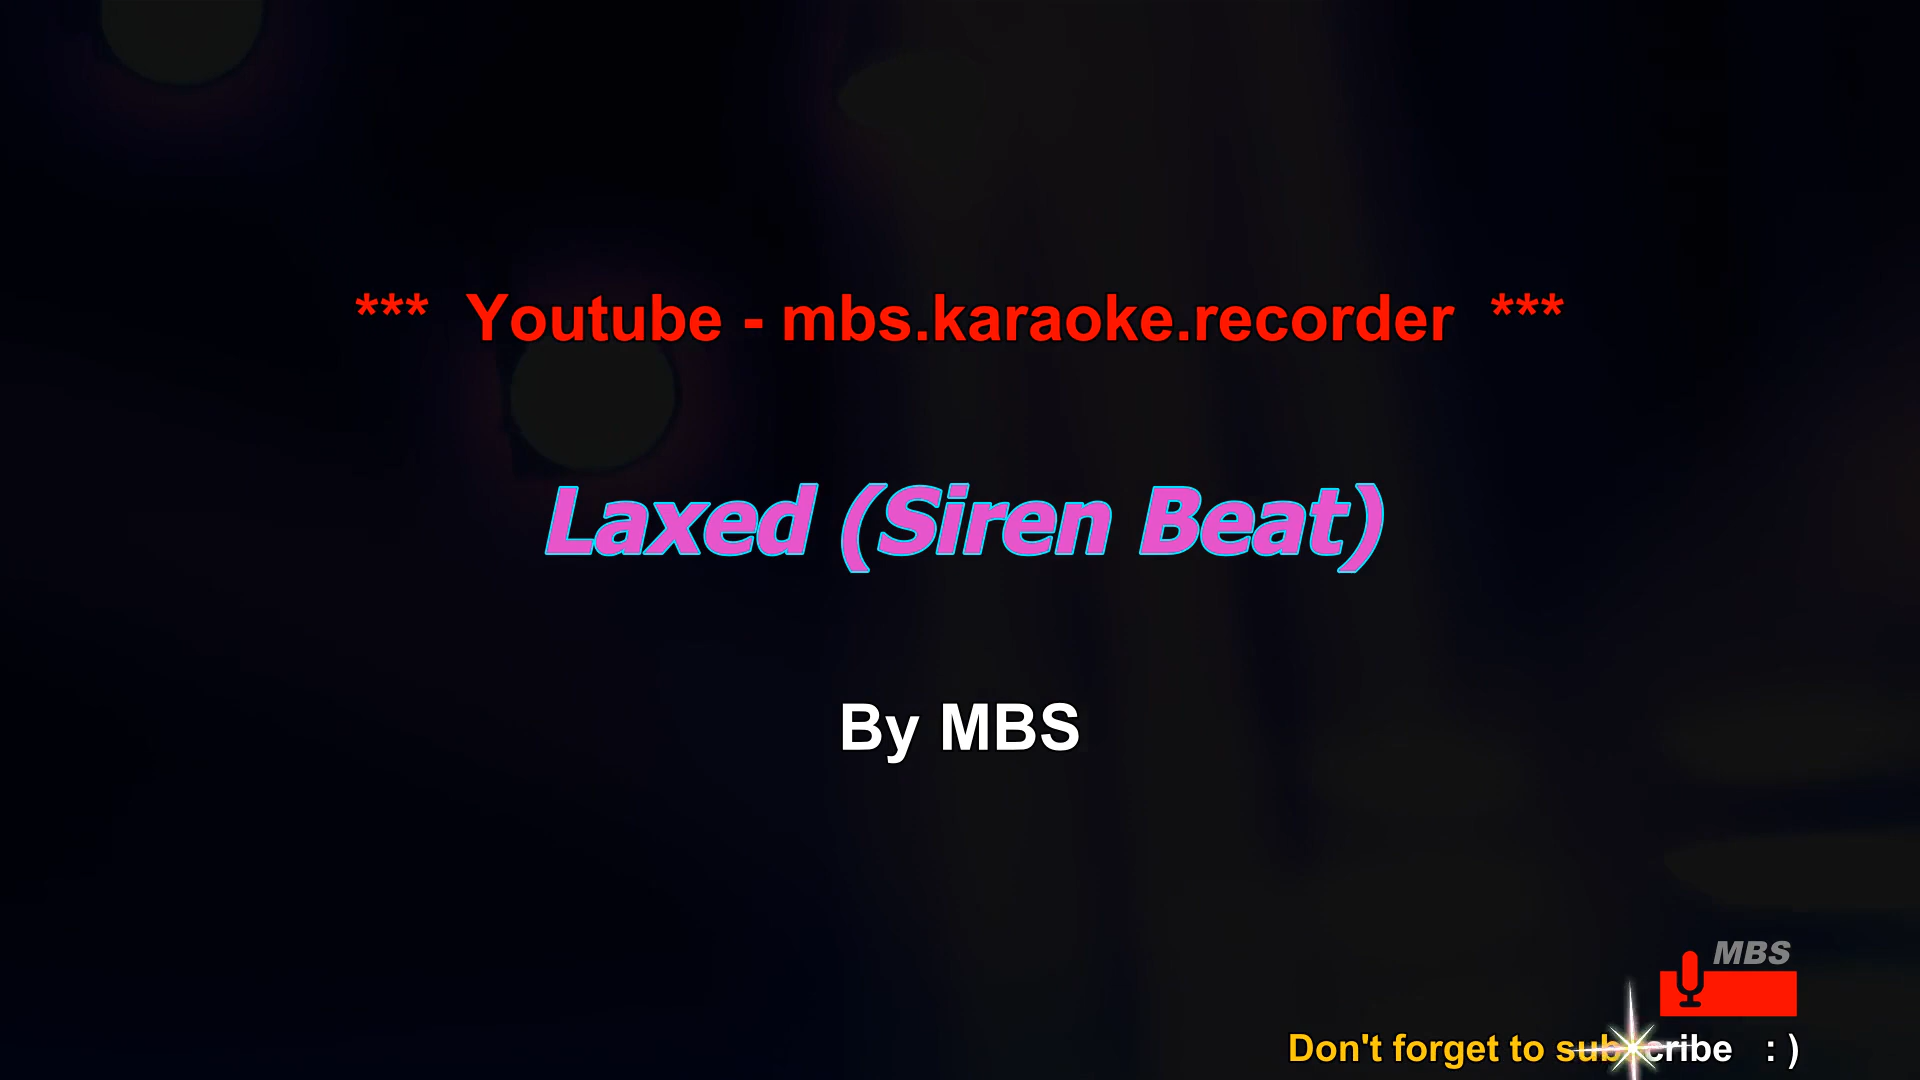 *** Youtube - mbs.karaoke.recorder ***
Laxed (Siren Beat)
By MBS
MBS
Don't forget to subscribe : )